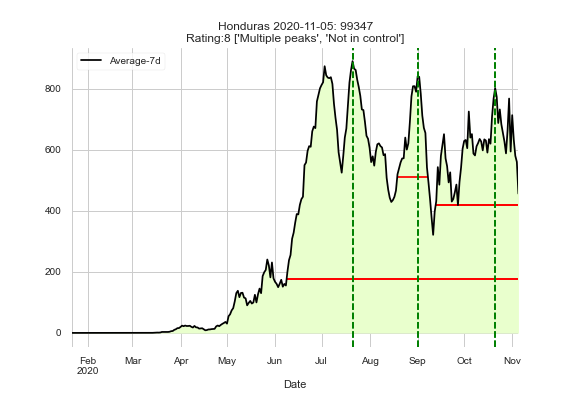 Honduras 2020-11-05: 99347
Rating:8 ['Multiple peaks', 'Not in control']
Average-7d
800
600
400
200
0
Feb Mar Apr May Jun Jul Aug Sep Oct Nov
2020
Date